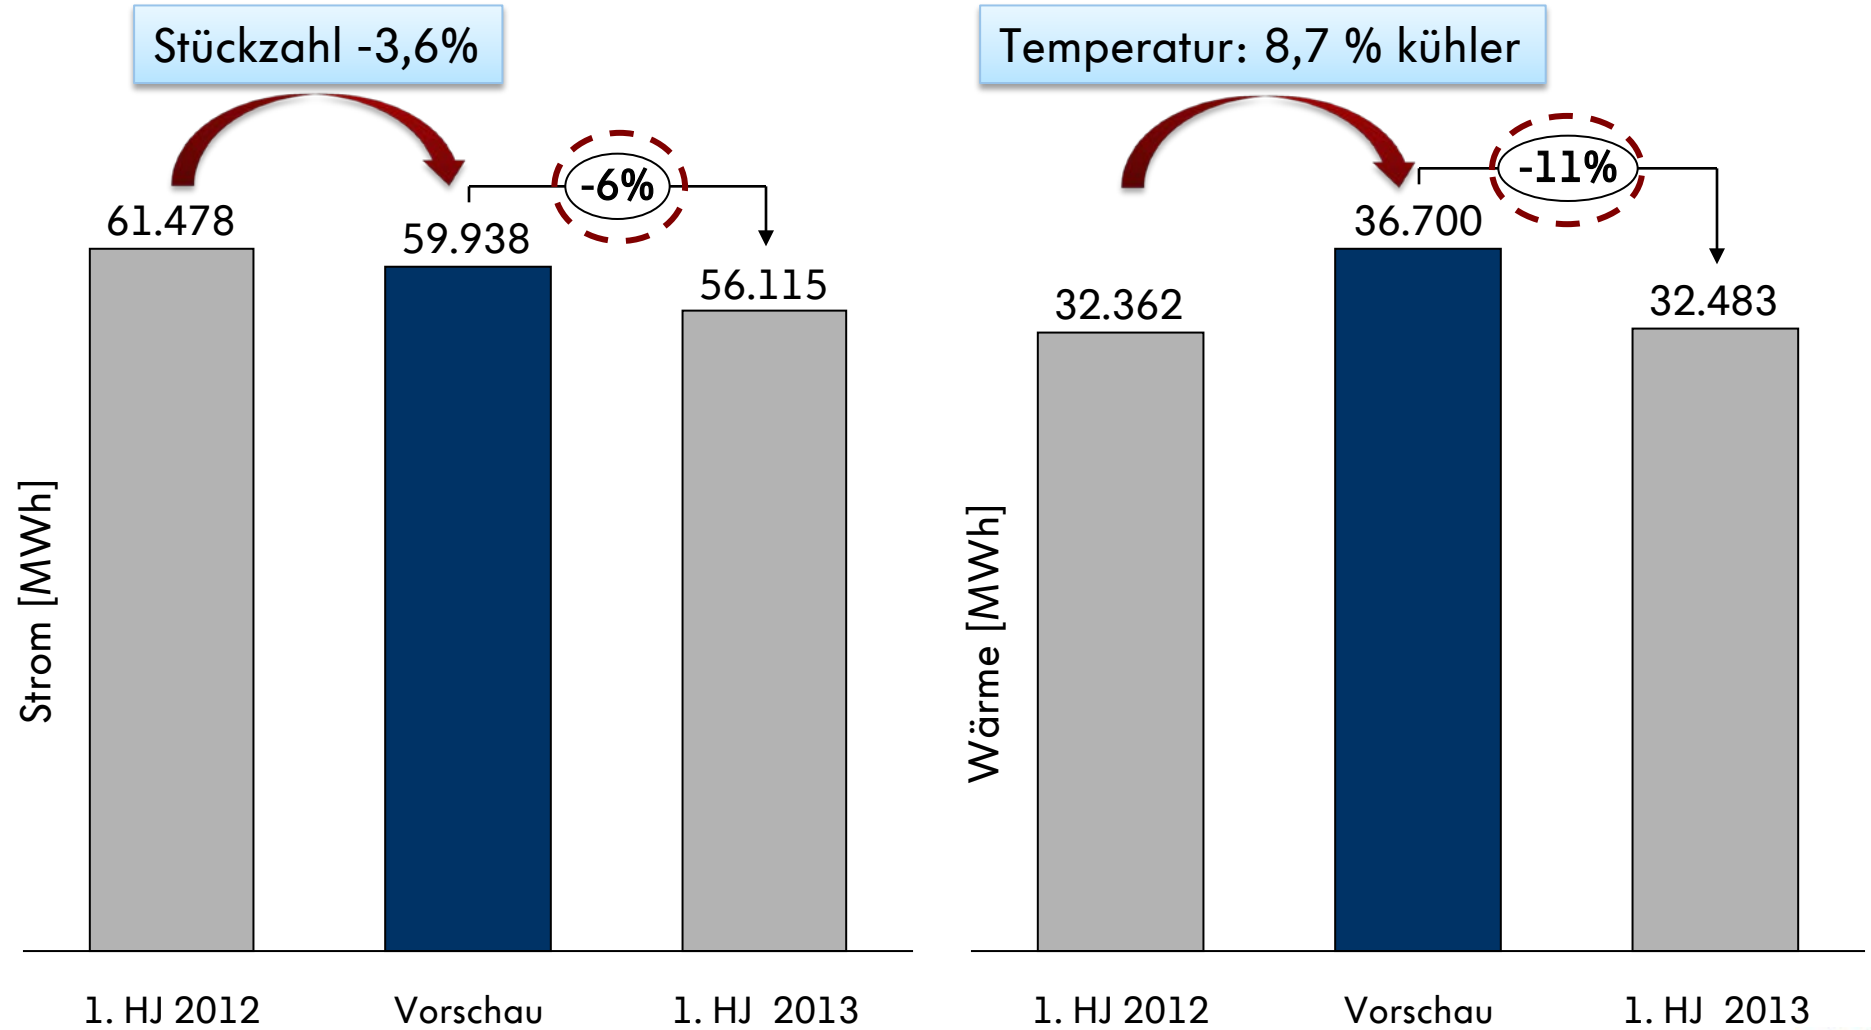 Stückzahl -3,6%
-6%
61.478
59.938
56.115
Strom [MWh]
1. HJ 2012
Vorschau
1. HJ 2013
Temperatur: 8,7 % kühler
-11%
32.362
36.700
32.483
Wärme [MWh]
1. HJ 2012
Vorschau
1. HJ 2013